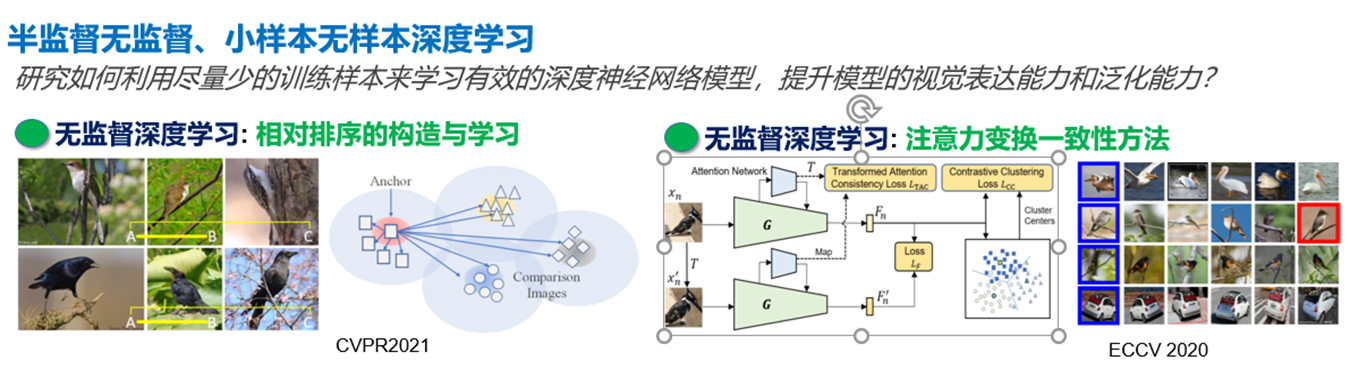 半监督无监督、小样本无样本深度学习
研究如何利用尽量少的训练样本来学习有效的深度神经网络模型，提升模型的视觉表达能力和泛化能力？
无监督深度学习: 相对排序的构造与学习
A B C
A B C
Anchor
Comparison
Images
CVPR2021
无监督深度学习: 注意力变换一致性方法
Attention Network
T
Transformed Attention
Consistency Loss L_TAC
Contrastive Clustering
Loss L_CC
x_n
G
F_n
Cluster
Centers
T
Map
Loss
L_F
x'_n
G
F'_n
ECCV 2020